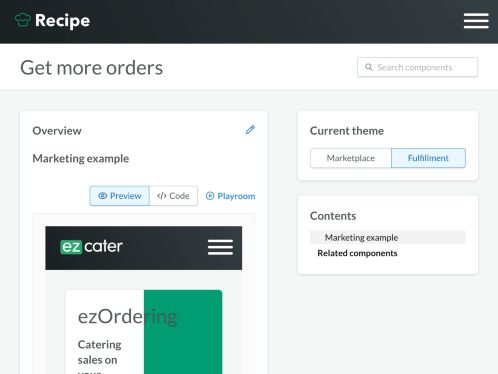 Recipe
Get more orders
Search components
Overview
Marketing example
Preview
Code
Playroom
ez cater
ezOrdering
Catering
sales on
Current theme
Marketplace
Fulfillment
Contents
Marketing example
Related components